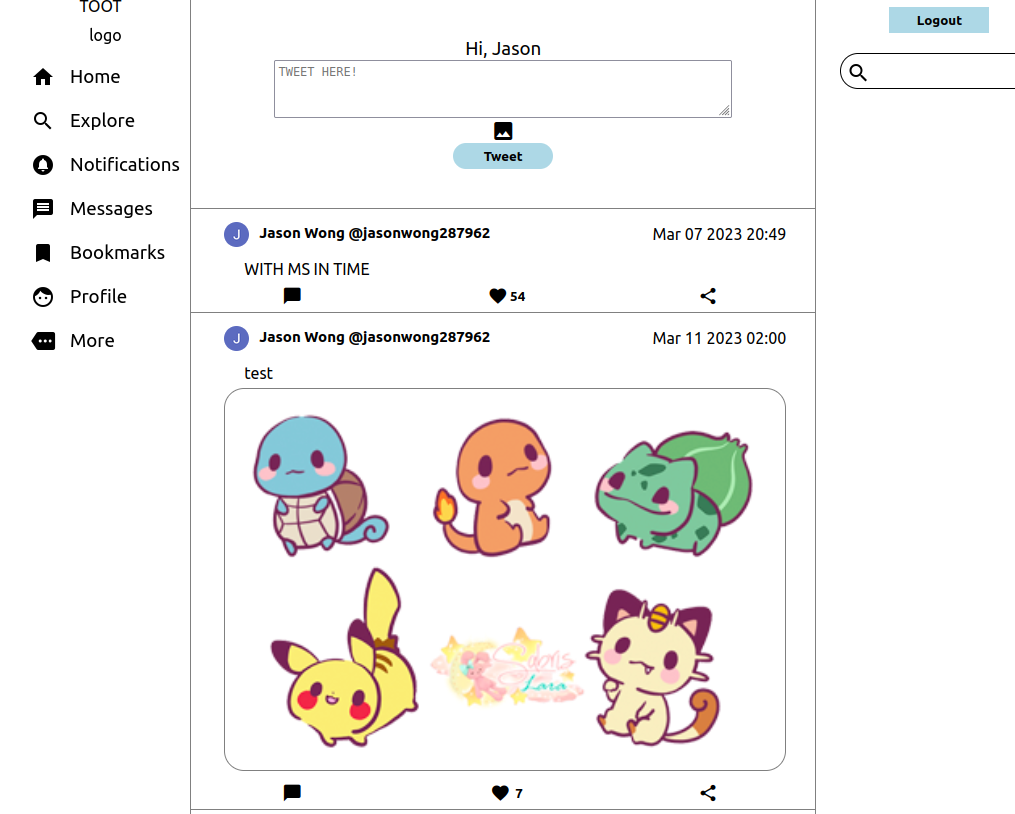 TOOT
logo
Home
Explore
Notifications
Messages
Bookmarks
Profile
More
Hi, Jason
TWEET HERE!
Tweet
J Jason Wong @jasonwong287962 Mar 07 2023 20:49
WITH MS IN TIME
54
J Jason Wong @jasonwong287962 Mar 11 2023 02:00
test
Lara
7
Logout